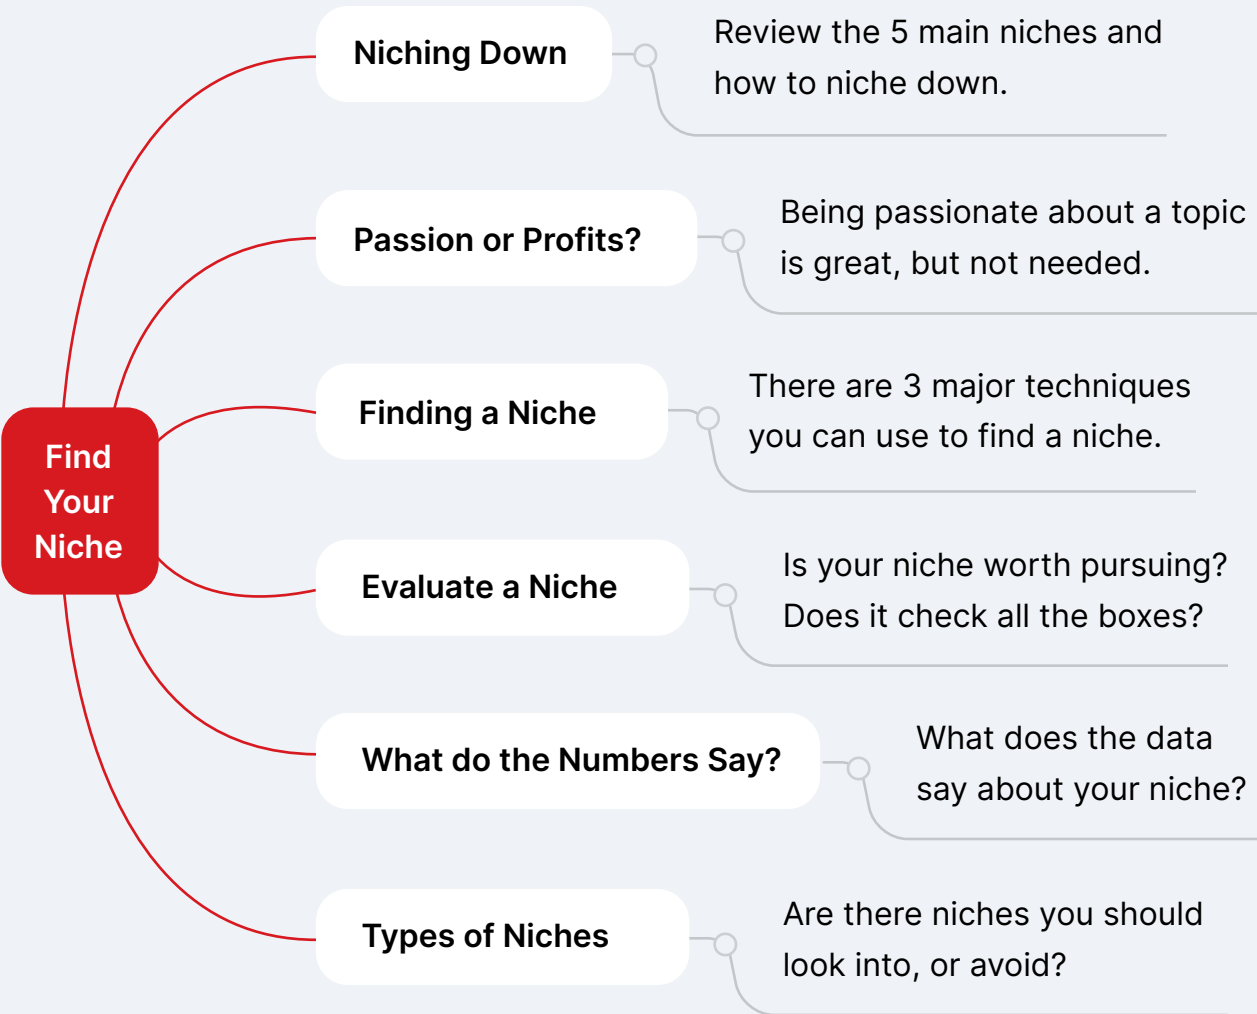 Niching Down
Review the 5 main niches and
how to niche down.
Passion or Profits?
Being passionate about a topic
is great, but not needed.
Finding a Niche
There are 3 major techniques
you can use to find a niche.
Find
Your
Niche
Evaluate a Niche
Is your niche worth pursuing?
Does it check all the boxes?
What do the Numbers Say?
What does the data
say about your niche?
Types of Niches
Are there niches you should
look into, or avoid?